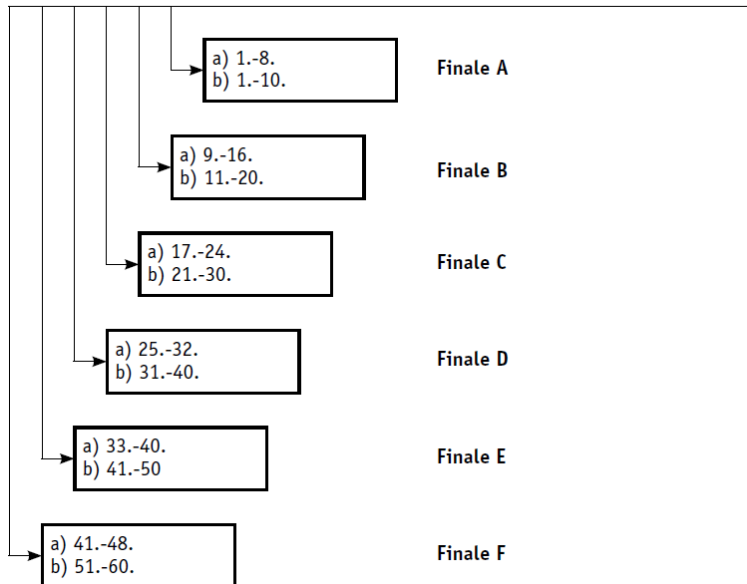 a) 1.-8.
b) 1.-10.
Finale A
a) 9.-16.
b) 11.-20.
Finale B
a) 17.-24.
b) 21.-30.
Finale C
a) 25.-32.
b) 31.-40.
Finale D
a) 33.-40.
b) 41.-50
Finale E
a) 41.-48.
b) 51.-60.
Finale F